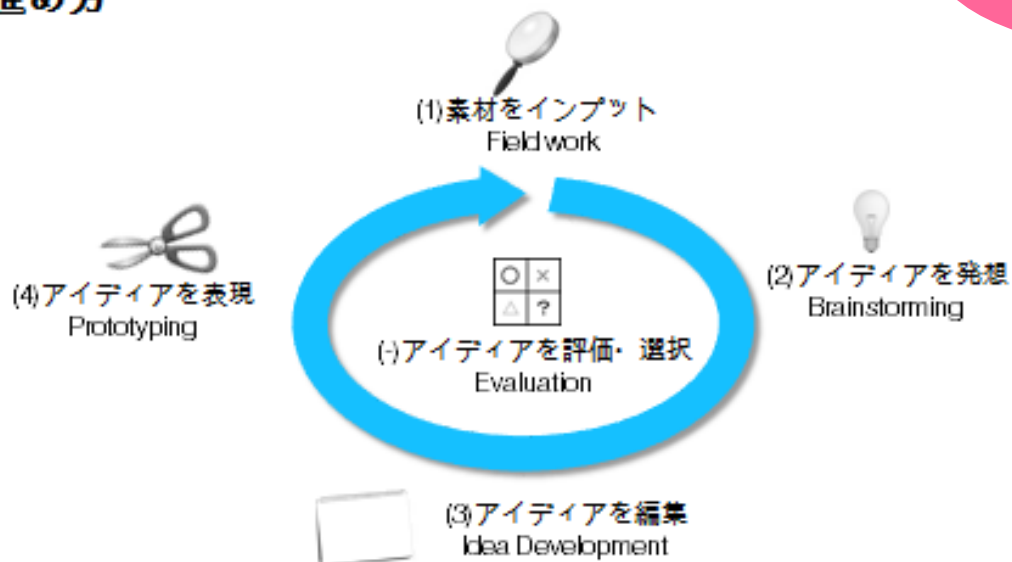 進め方
(1)素材をインプット
Field work
(2)アイディアを発想
Brainstorming
(4)アイディアを表現
Prototyping
○ ×
△ ?
(-)アイディアを評価・選択
Evaluation
(3)アイディアを編集
Idea Development